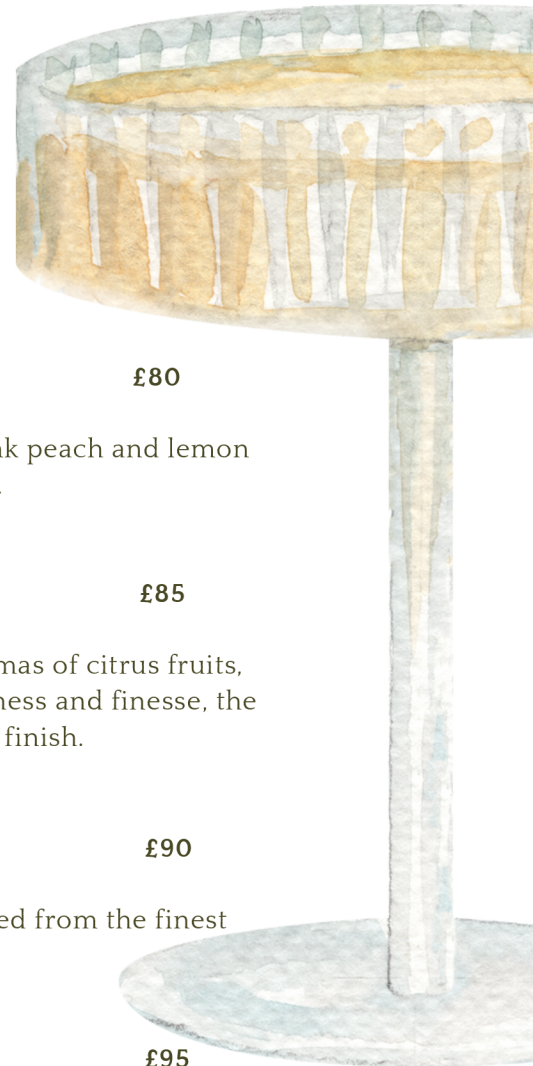 £80
peach and lemon
£85
of citrus fruits,
and finesse, the
finish.
£90
from the finest
£95